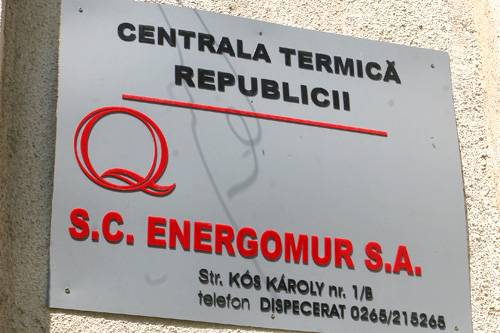 CENTRALA TERMICĂ
REPUBLICII
Q
S.C. ENERGOMUR S.A.
Str. KÓS KÁROLY nr. 1/B
telefon DISPECERAT 0265/215265